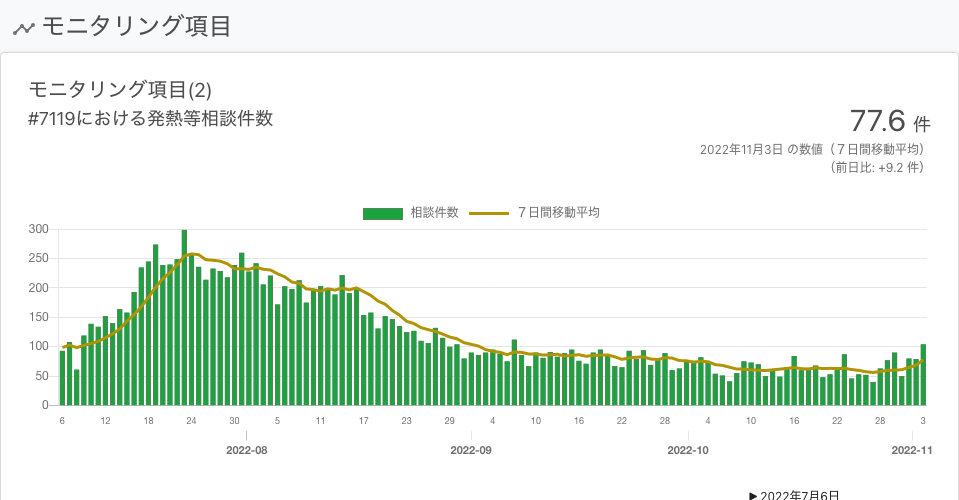 モニタリング項目
モニタリング項目(2)
#7119における発熱等相談件数
77.6 件
2022年11月3日 の数値（７日間移動平均）
（前日比: +9.2 件）
相談件数 ７日間移動平均
300
250
200
150
100
50
0
6 12 18 24 30 5 11 17 23 29 4 10 16 22 28 4 10 16 22 28 3
2022-08 2022-09 2022-10 2022-11
▶ 2022年7月6日